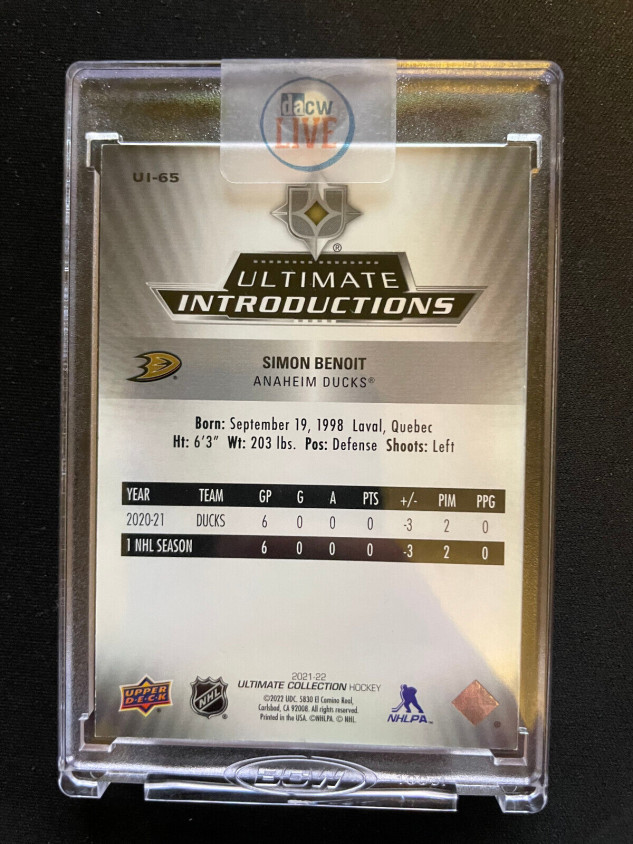 dacw
LIVE
UI-65
®
ULTIMATE
INTRODUCTIONS
SIMON BENOIT
ANAHEIM DUCKS®
Born: September 19, 1998 Laval, Quebec
Ht: 6'3" Wt: 203 lbs. Pos: Defense Shoots: Left
YEAR TEAM GP G A PTS +/- PIM PPG
2020-21 DUCKS 6 0 0 0 -3 2 0
1 NHL SEASON 6 0 0 0 -3 2 0
2021-22
ULTIMATE COLLECTION HOCKEY
©2022 UDC. 5830 El Camino Real,
Carlsbad, CA 92008. All rights reserved.
Printed in the USA. ©NHLPA. © NHL.
UPPER
DECK
NHL
NHLPA
BCW